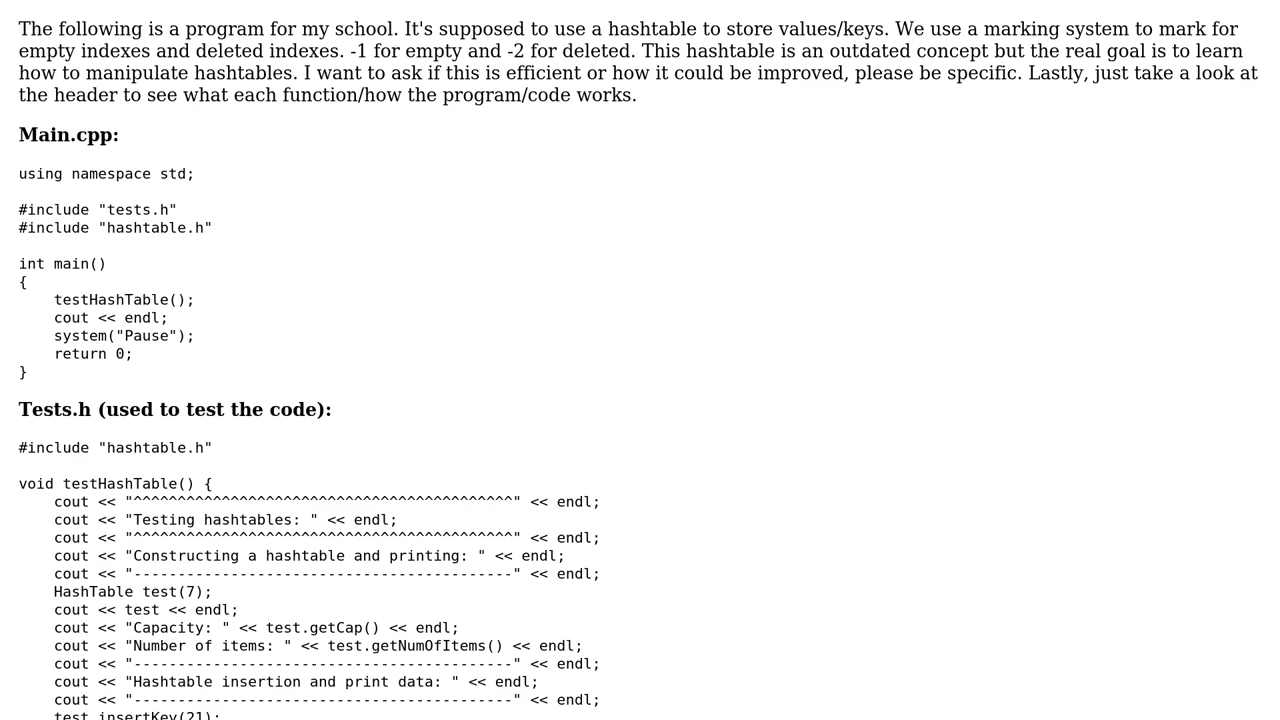 The following is a program for my school. It's supposed to use a hashtable to store values/keys. We use a marking system to mark for
empty indexes and deleted indexes. -1 for empty and -2 for deleted. This hashtable is an outdated concept but the real goal is to learn
how to manipulate hashtables. I want to ask if this is efficient or how it could be improved, please be specific. Lastly, just take a look at
the header to see what each function/how the program/code works.
Main.cpp:
using namespace std;
#include "tests.h"
#include "hashtable.h"
int main()
{
    testHashTable();
    cout << endl;
    system("Pause");
    return 0;
}
Tests.h (used to test the code):
#include "hashtable.h"
void testHashTable() {
    cout << "^^^^^^^^^^^^^^^^^^^^^^^^^^^^^^^^^^^^^^^^^^^" << endl;
    cout << "Testing hashtables: " << endl;
    cout << "^^^^^^^^^^^^^^^^^^^^^^^^^^^^^^^^^^^^^^^^^^^" << endl;
    cout << "Constructing a hashtable and printing: " << endl;
    cout << "-------------------------------------------" << endl;
    HashTable test(7);
    cout << test << endl;
    cout << "Capacity: " << test.getCap() << endl;
    cout << "Number of items: " << test.getNumOfItems() << endl;
    cout << "-------------------------------------------" << endl;
    cout << "Hashtable insertion and print data: " << endl;
    cout << "-------------------------------------------" << endl;
    test.insertKey(21);